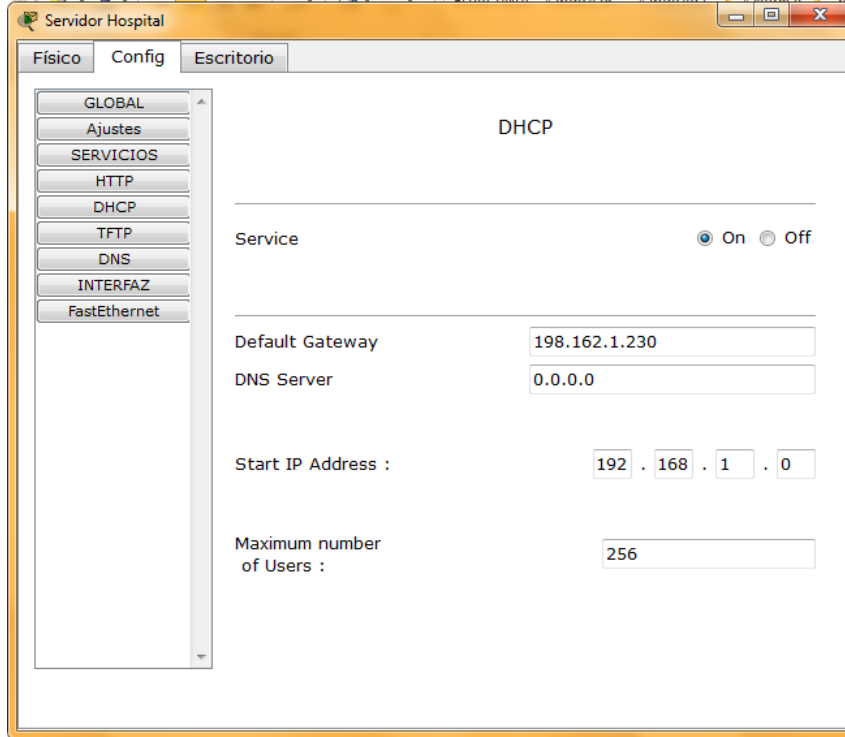 Servidor Hospital
Físico Config Escritorio
GLOBAL
Ajustes
SERVICIOS
HTTP
DHCP
TFTP
DNS
INTERFAZ
FastEthernet
DHCP
Service On Off
Default Gateway 198.162.1.230
DNS Server 0.0.0.0
Start IP Address : 192 . 168 . 1 . 0
Maximum number
of Users : 256